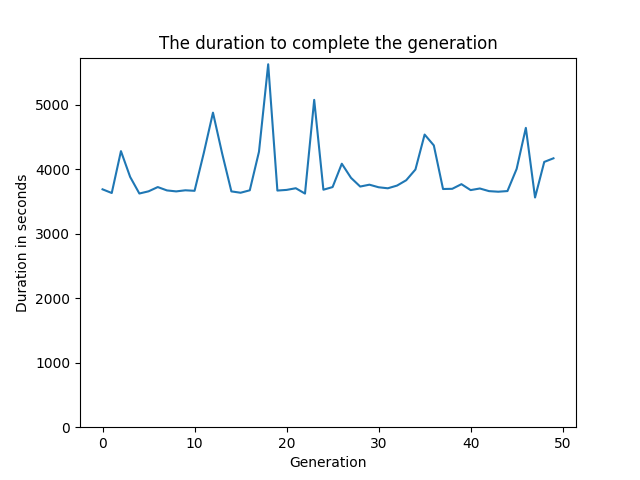 The duration to complete the generation
Duration in seconds
5000
4000
3000
2000
1000
0
0 10 20 30 40 50
Generation